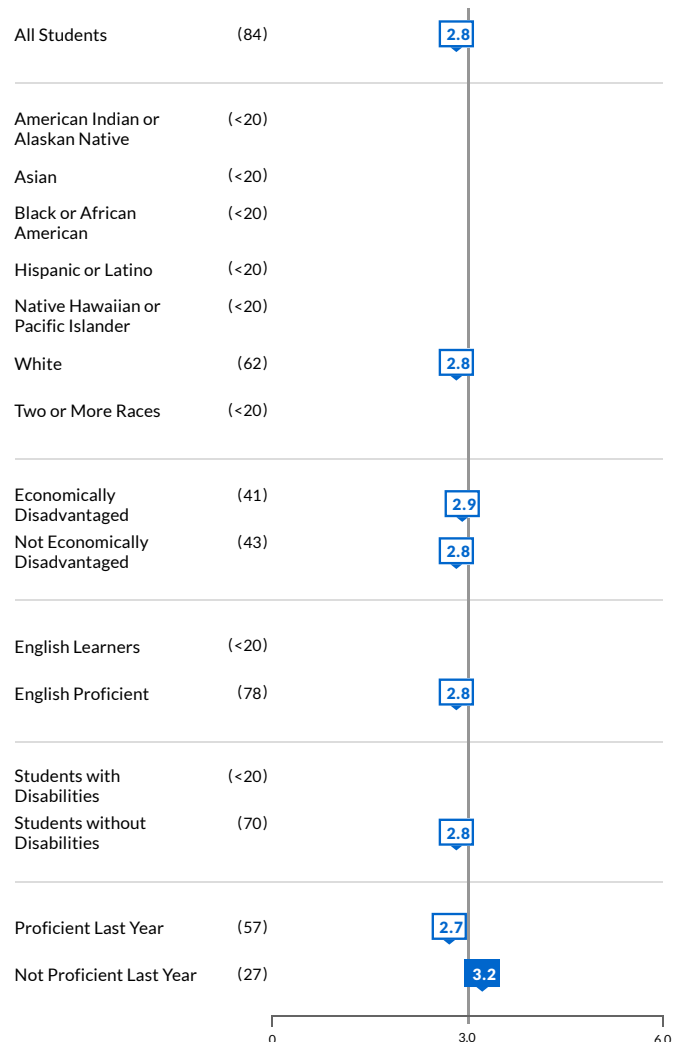 All Students (84) 2.8
American Indian or (<20)
Alaskan Native
Asian (<20)
Black or African (<20)
American
Hispanic or Latino (<20)
Native Hawaiian or (<20)
Pacific Islander
White (62) 2.8
Two or More Races (<20)
Economically (41) 2.9
Disadvantaged
Not Economically (43) 2.8
Disadvantaged
English Learners (<20)
English Proficient (78) 2.8
Students with (<20)
Disabilities
Students without (70) 2.8
Disabilities
Proficient Last Year (57) 2.7
Not Proficient Last Year (27) 3.2
0 3.0 6.0